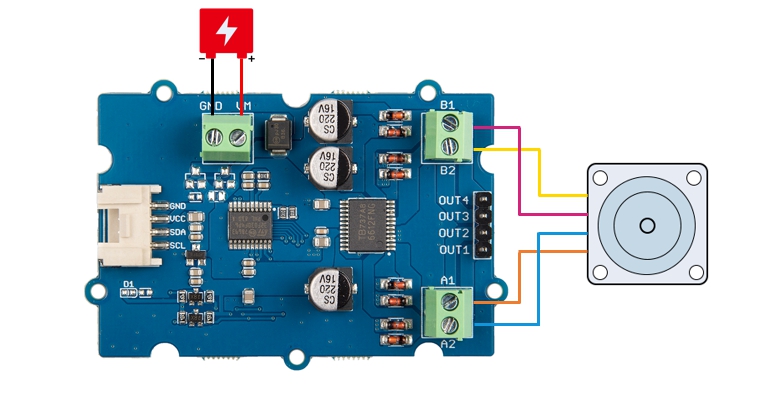 - +
GND VM
B1
B2
CS
220
16V
CS
220
16V
CS
220
16V
GND
VCC
SDA
SCL
OUT4
OUT3
OUT2
OUT1
D1
A1
A2